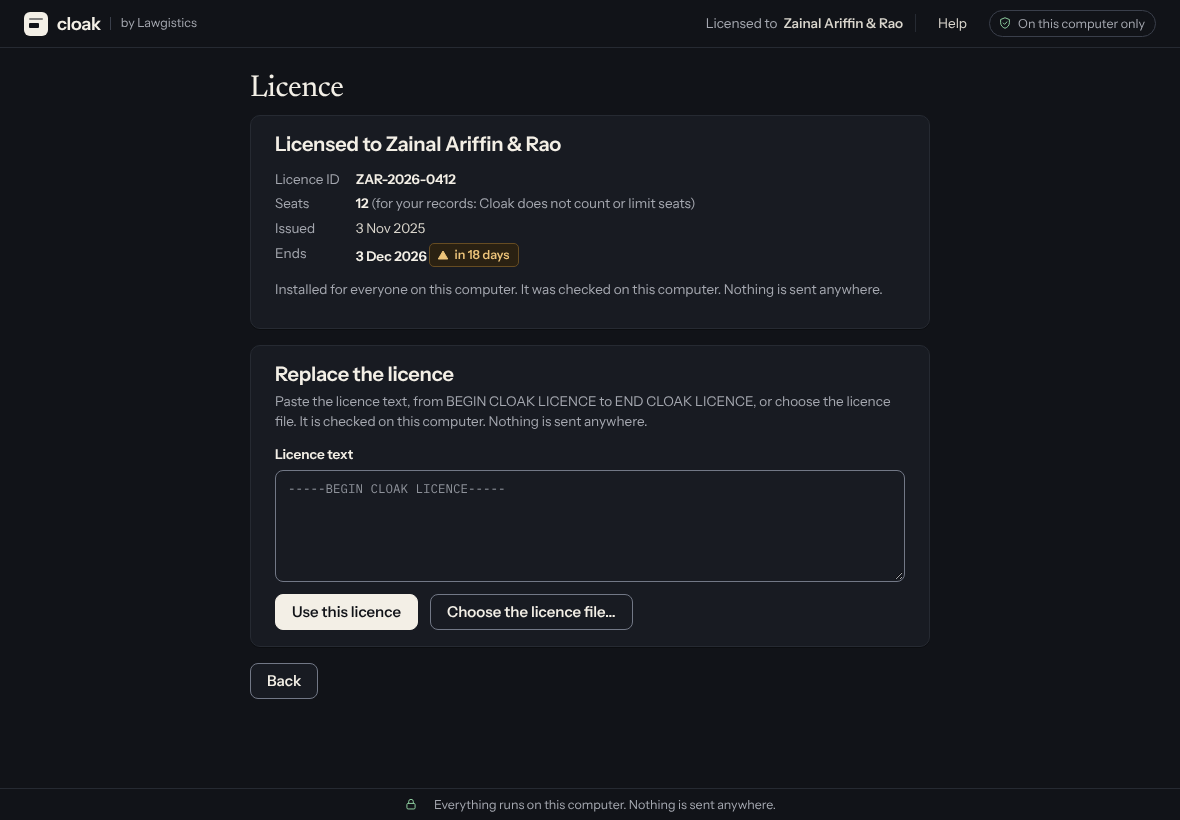 cloak
by Lawgistics
Licensed to Zainal Ariffin & Rao
Help
On this computer only
Licence
Licensed to Zainal Ariffin & Rao
Licence ID ZAR-2026-0412
Seats 12 (for your records: Cloak does not count or limit seats)
Issued 3 Nov 2025
Ends 3 Dec 2026 in 18 days
Installed for everyone on this computer. It was checked on this computer. Nothing is sent anywhere.
Replace the licence
Paste the licence text, from BEGIN CLOAK LICENCE to END CLOAK LICENCE, or choose the licence
file. It is checked on this computer. Nothing is sent anywhere.
Licence text
-----BEGIN CLOAK LICENCE-----
Use this licence
Choose the licence file...
Back
Everything runs on this computer. Nothing is sent anywhere.